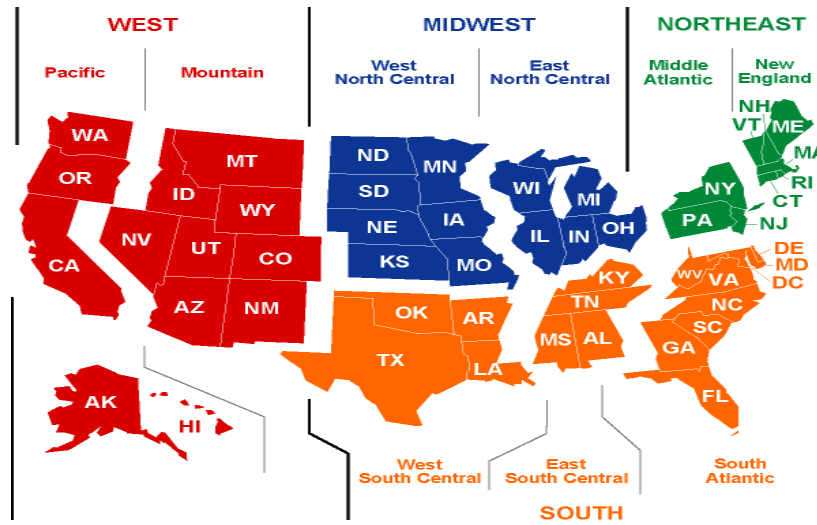 WEST
MIDWEST
NORTHEAST
Pacific
Mountain
West
North Central
East
North Central
Middle
Atlantic
New
England
WA
OR
CA
NV
ID
MT
WY
UT
CO
AZ
NM
AK
HI
ND
SD
NE
KS
MN
IA
MO
WI
MI
IL
IN
OH
NH
VT
ME
MA
RI
CT
NY
PA
NJ
OK
TX
AR
LA
KY
TN
MS
AL
DE
MD
DC
WV
VA
NC
SC
GA
FL
West
South Central
East
South Central
South
Atlantic
SOUTH